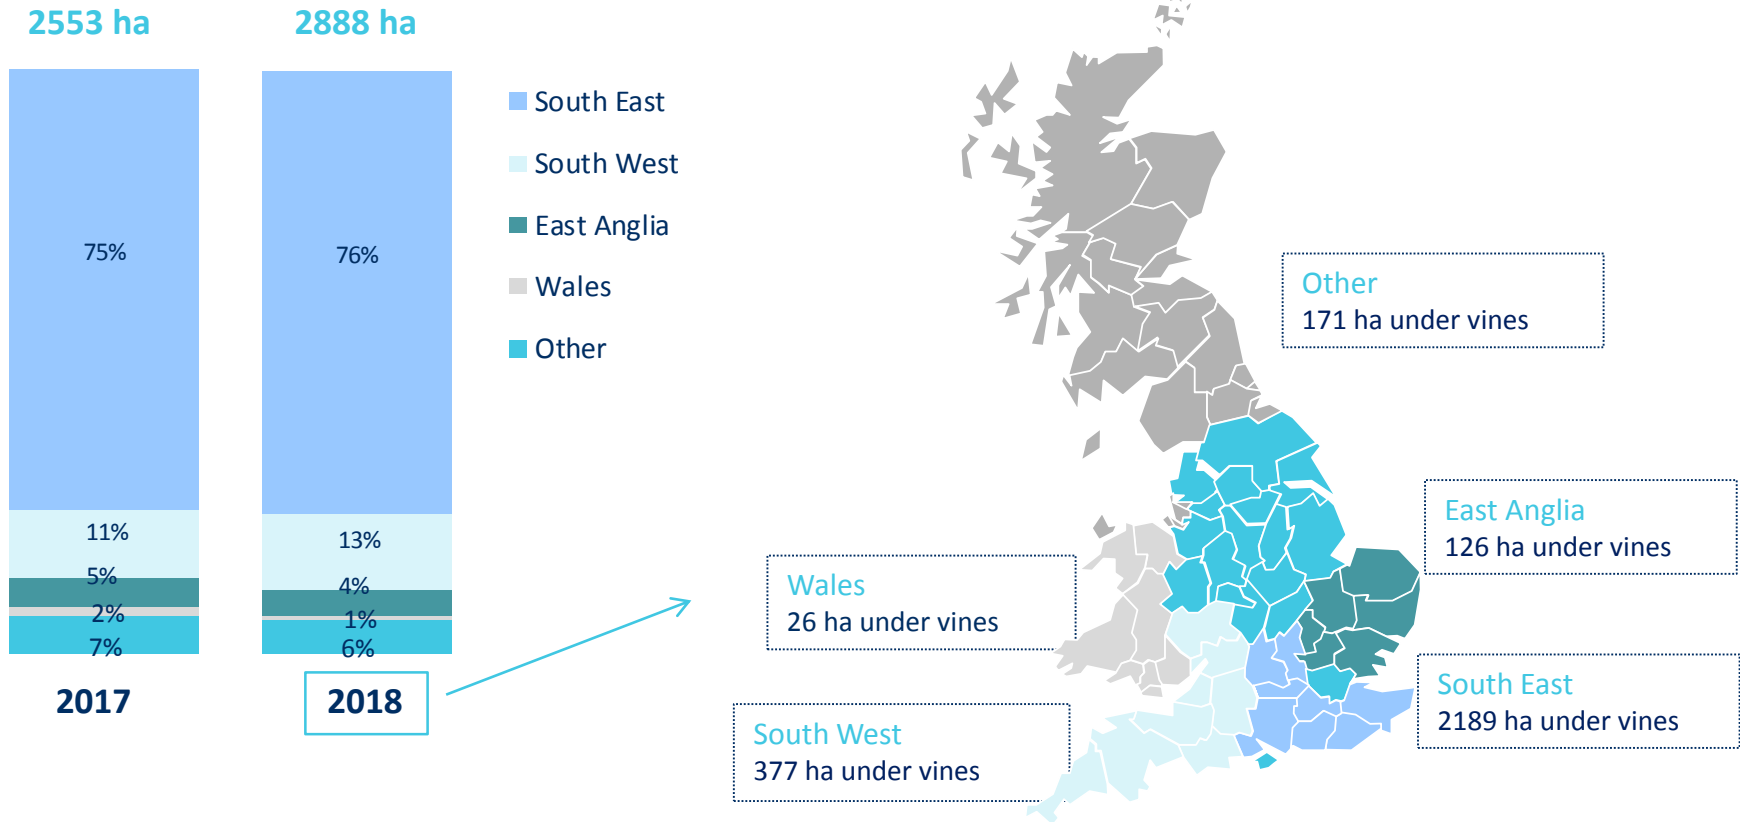 2553 ha
2888 ha
75%
11%
5%
2%
7%
76%
13%
4%
1%
6%
2017
2018
South East
South West
East Anglia
Wales
Other
Other
171 ha under vines
East Anglia
126 ha under vines
Wales
26 ha under vines
South East
2189 ha under vines
South West
377 ha under vines